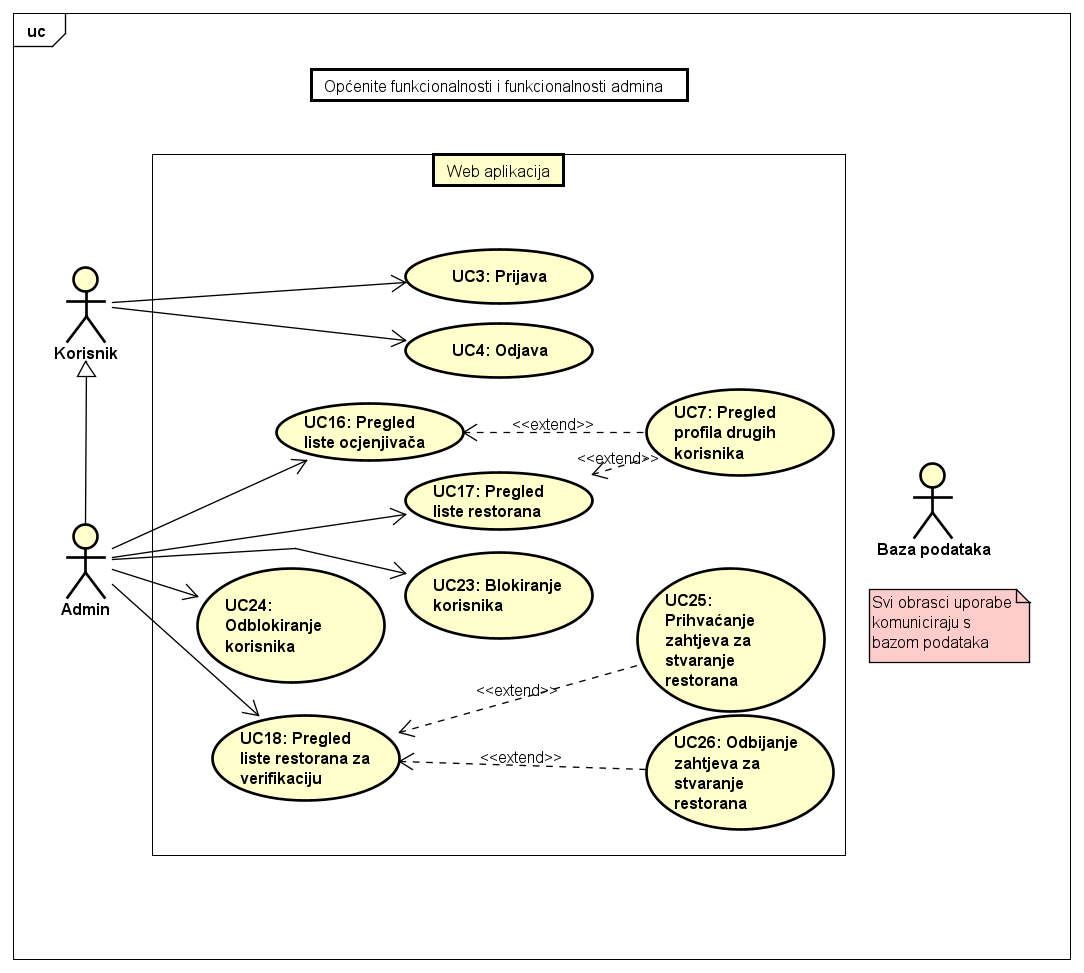 uc
Općenite funkcionalnosti i funkcionalnosti admina
Web aplikacija
UC3: Prijava
Korisnik
UC4: Odjava
UC16: Pregled
liste ocjenjivača
<<extend>>
UC7: Pregled
profila drugih
korisnika
<<extend>>
UC17: Pregled
liste restorana
Baza podataka
Admin
UC23: Blokiranje
korisnika
UC24:
Odblokiranje
korisnika
UC25:
Prihvaćanje
zahtjeva za
stvaranje
restorana
Svi obrasci uporabe
komuniciraju s
bazom podataka
<<extend>>
UC18: Pregled
liste restorana za
verifikaciju
<<extend>>
UC26: Odbijanje
zahtjeva za
stvaranje
restorana